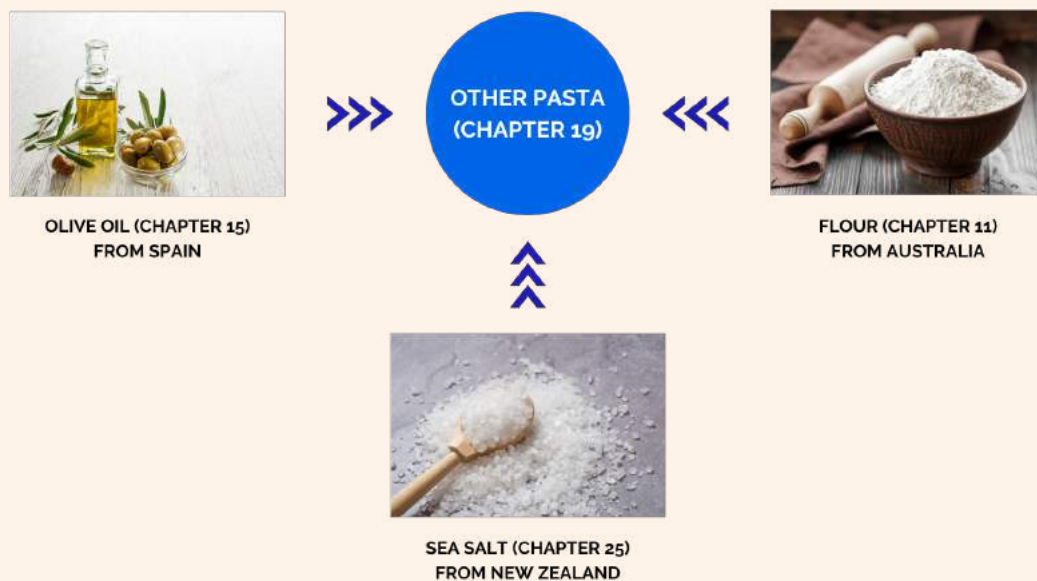 OTHER PASTA
(CHAPTER 19)
OLIVE OIL (CHAPTER 15)
FROM SPAIN
FLOUR (CHAPTER 11)
FROM AUSTRALIA
SEA SALT (CHAPTER 25)
FROM NEW ZEALAND